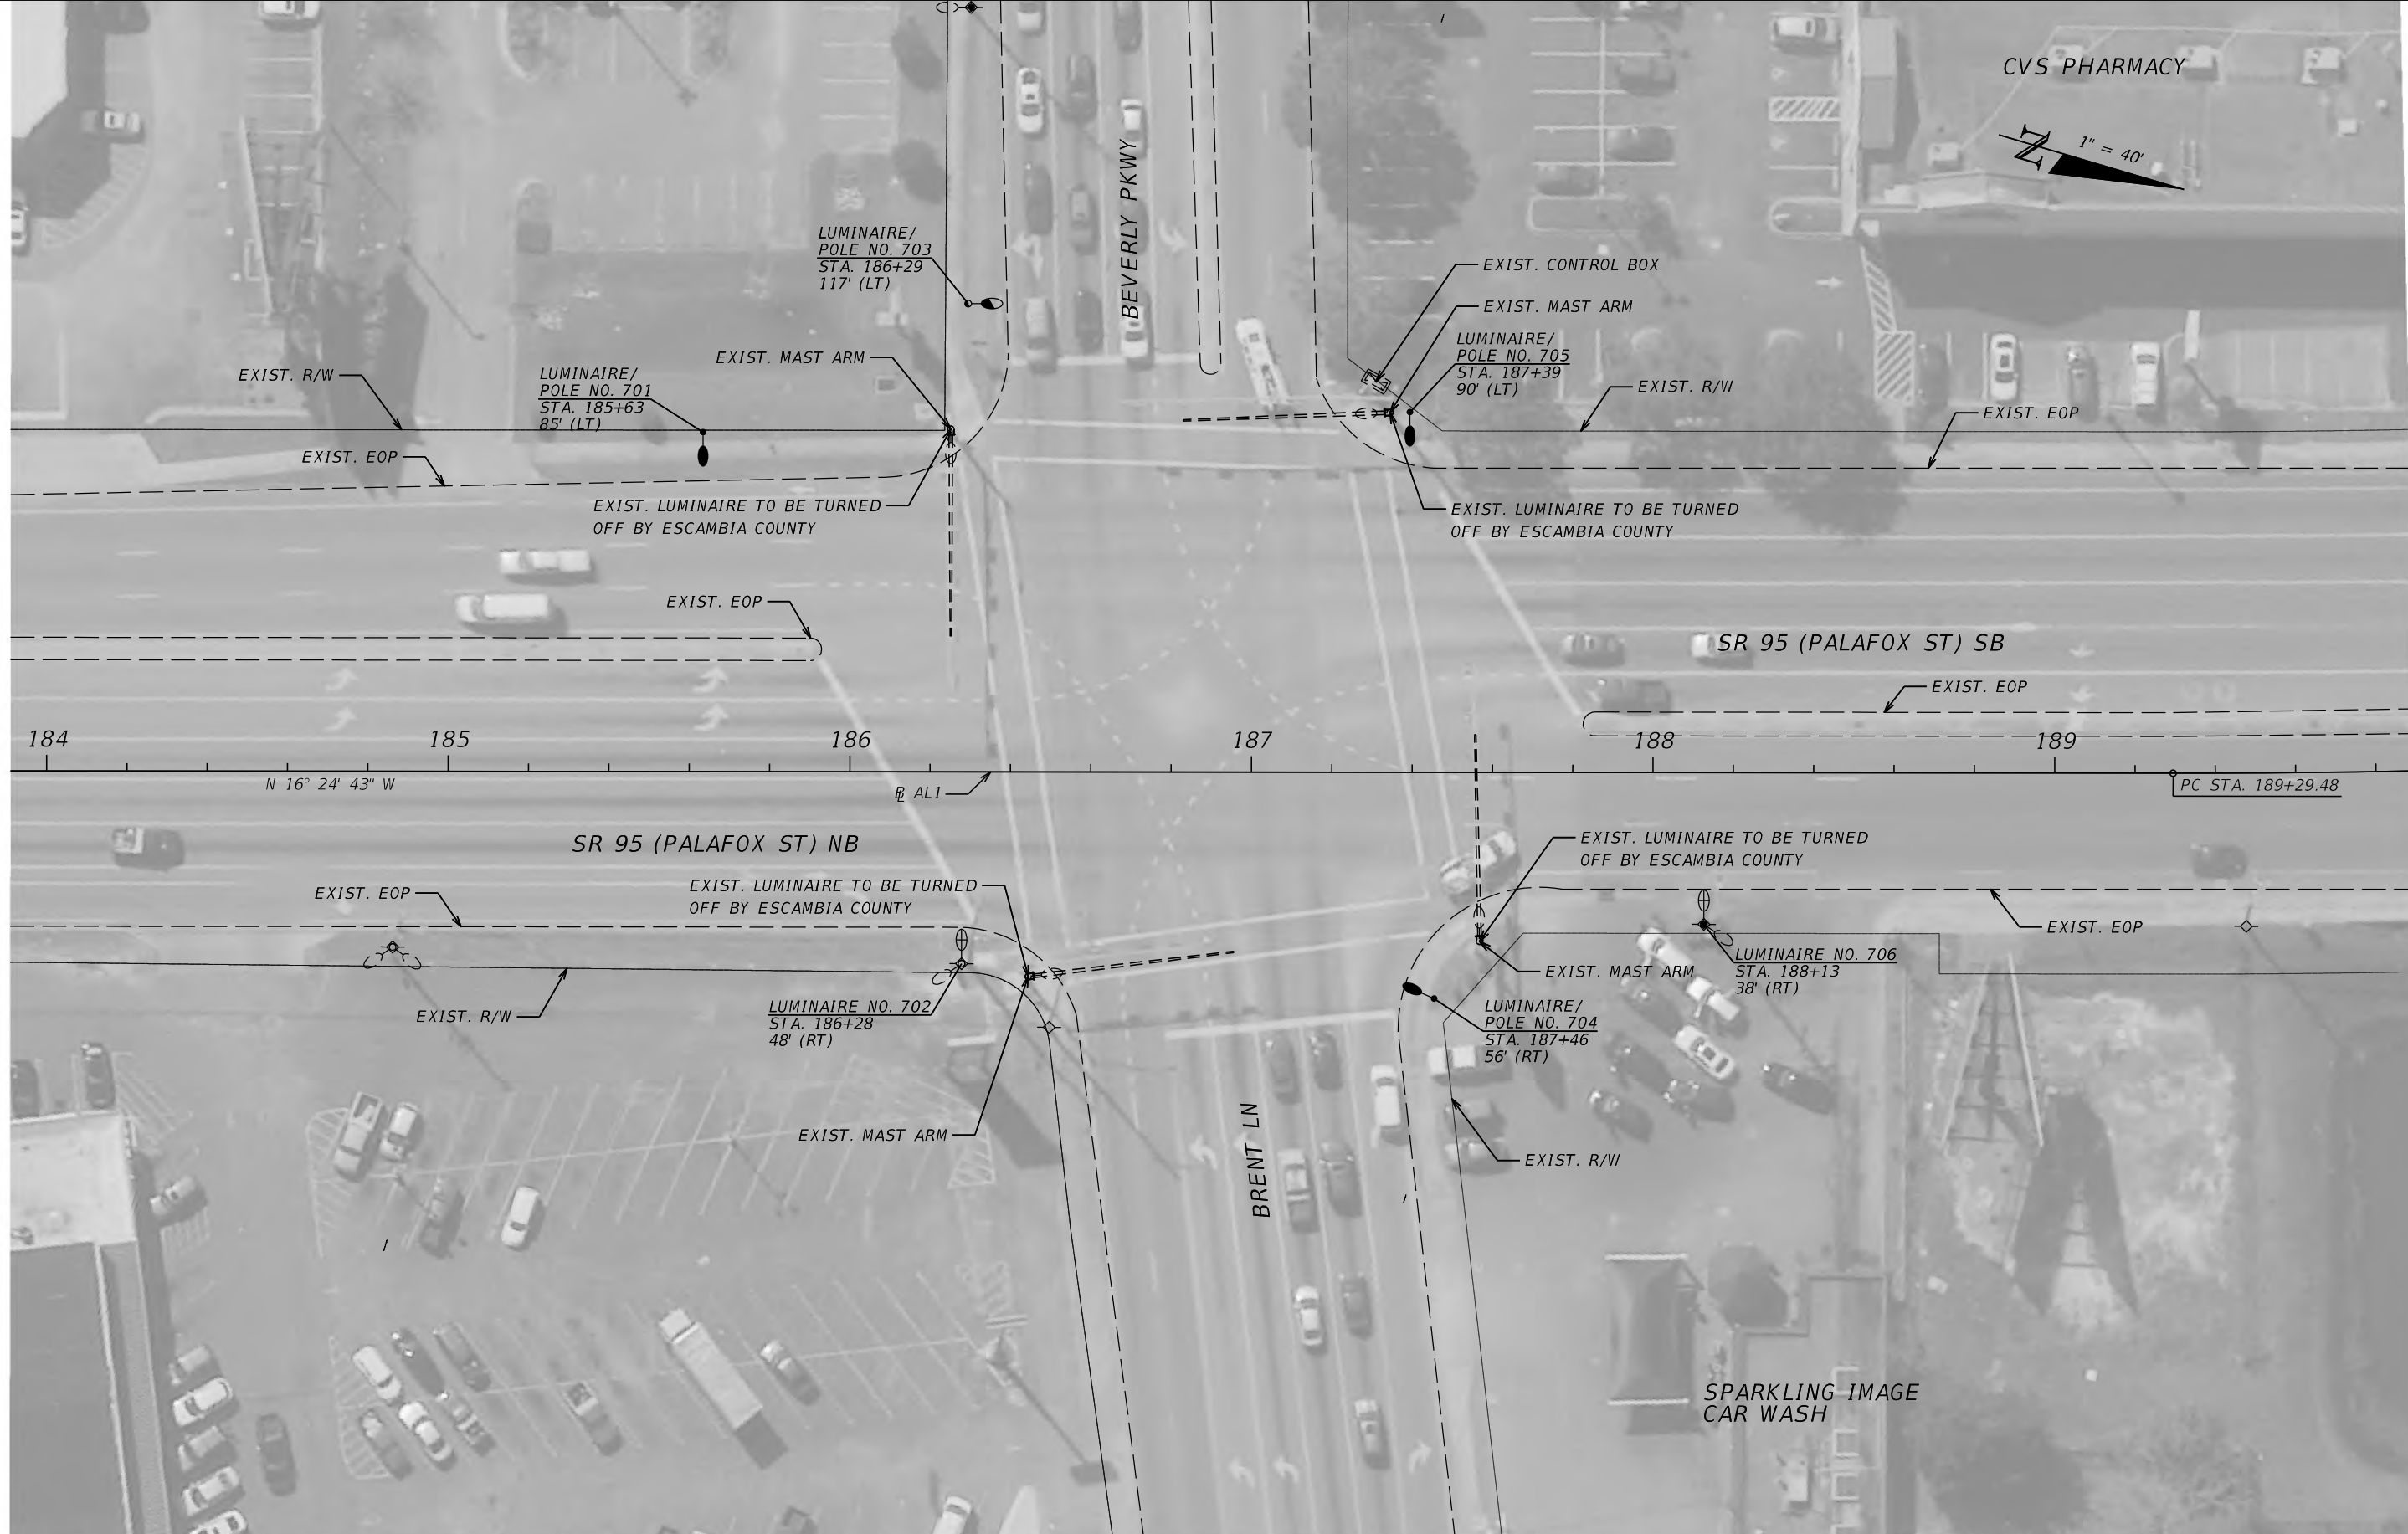 CVS PHARMACY
N
1" = 40'
BEVERLY PKWY
LUMINAIRE/
POLE NO. 703
STA. 186+29
117' (LT)
EXIST. CONTROL BOX
EXIST. MAST ARM
LUMINAIRE/
POLE NO. 705
STA. 187+39
90' (LT)
EXIST. MAST ARM
EXIST. R/W
LUMINAIRE/
POLE NO. 701
STA. 185+63
85' (LT)
EXIST. R/W
EXIST. EOP
EXIST. EOP
EXIST. LUMINAIRE TO BE TURNED
OFF BY ESCAMBIA COUNTY
EXIST. LUMINAIRE TO BE TURNED
OFF BY ESCAMBIA COUNTY
EXIST. EOP
SR 95 (PALAFOX ST) SB
EXIST. EOP
184
185
186
187
188
189
N 16° 24' 43" W
BL AL1
PC STA. 189+29.48
SR 95 (PALAFOX ST) NB
EXIST. LUMINAIRE TO BE TURNED
OFF BY ESCAMBIA COUNTY
EXIST. EOP
EXIST. LUMINAIRE TO BE TURNED
OFF BY ESCAMBIA COUNTY
EXIST. EOP
EXIST. MAST ARM
LUMINAIRE NO. 706
STA. 188+13
38' (RT)
EXIST. R/W
LUMINAIRE NO. 702
STA. 186+28
48' (RT)
LUMINAIRE/
POLE NO. 704
STA. 187+46
56' (RT)
EXIST. MAST ARM
BRENT LN
EXIST. R/W
SPARKLING IMAGE
CAR WASH